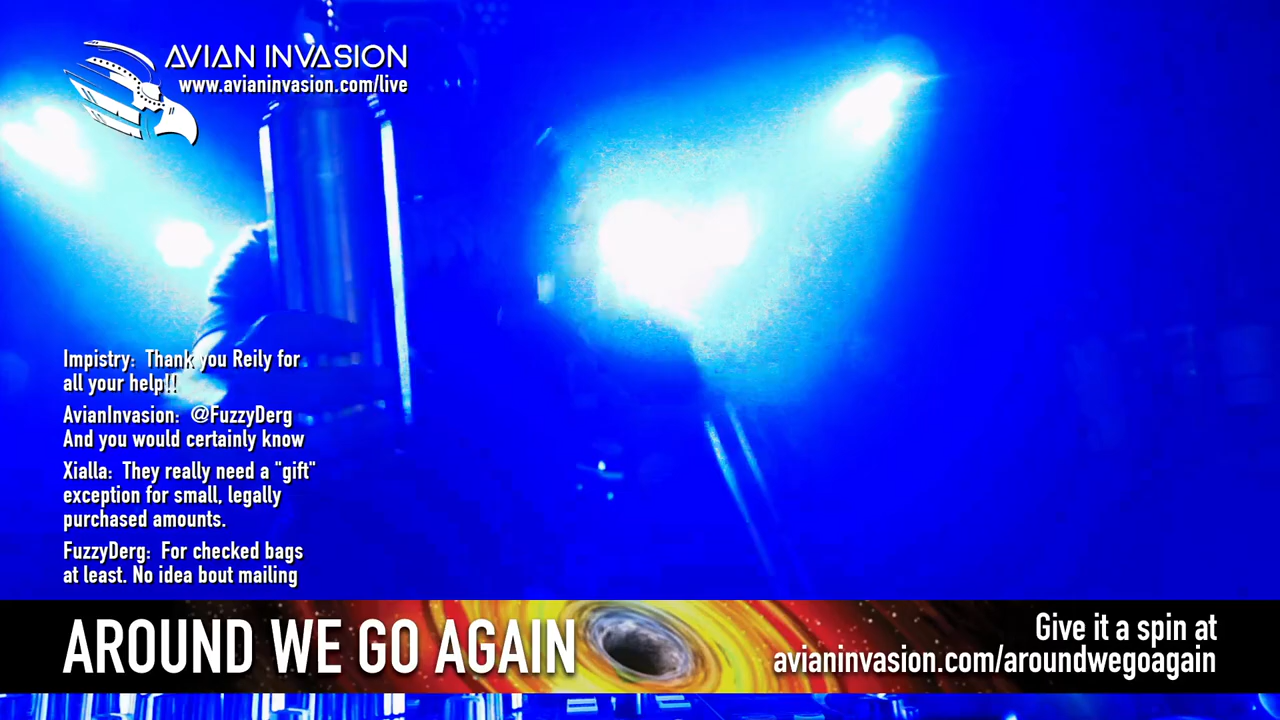 AVIAN INVASION
www.avianinvasion.com/live
Impistry: Thank you Reily for
all your help!!
AvianInvasion: @FuzzyDerg
And you would certainly know
Xialla: They really need a "gift"
exception for small, legally
purchased amounts.
FuzzyDerg: For checked bags
at least. No idea bout mailing
AROUND WE GO AGAIN
Give it a spin at
avianinvasion.com/aroundwegoagain